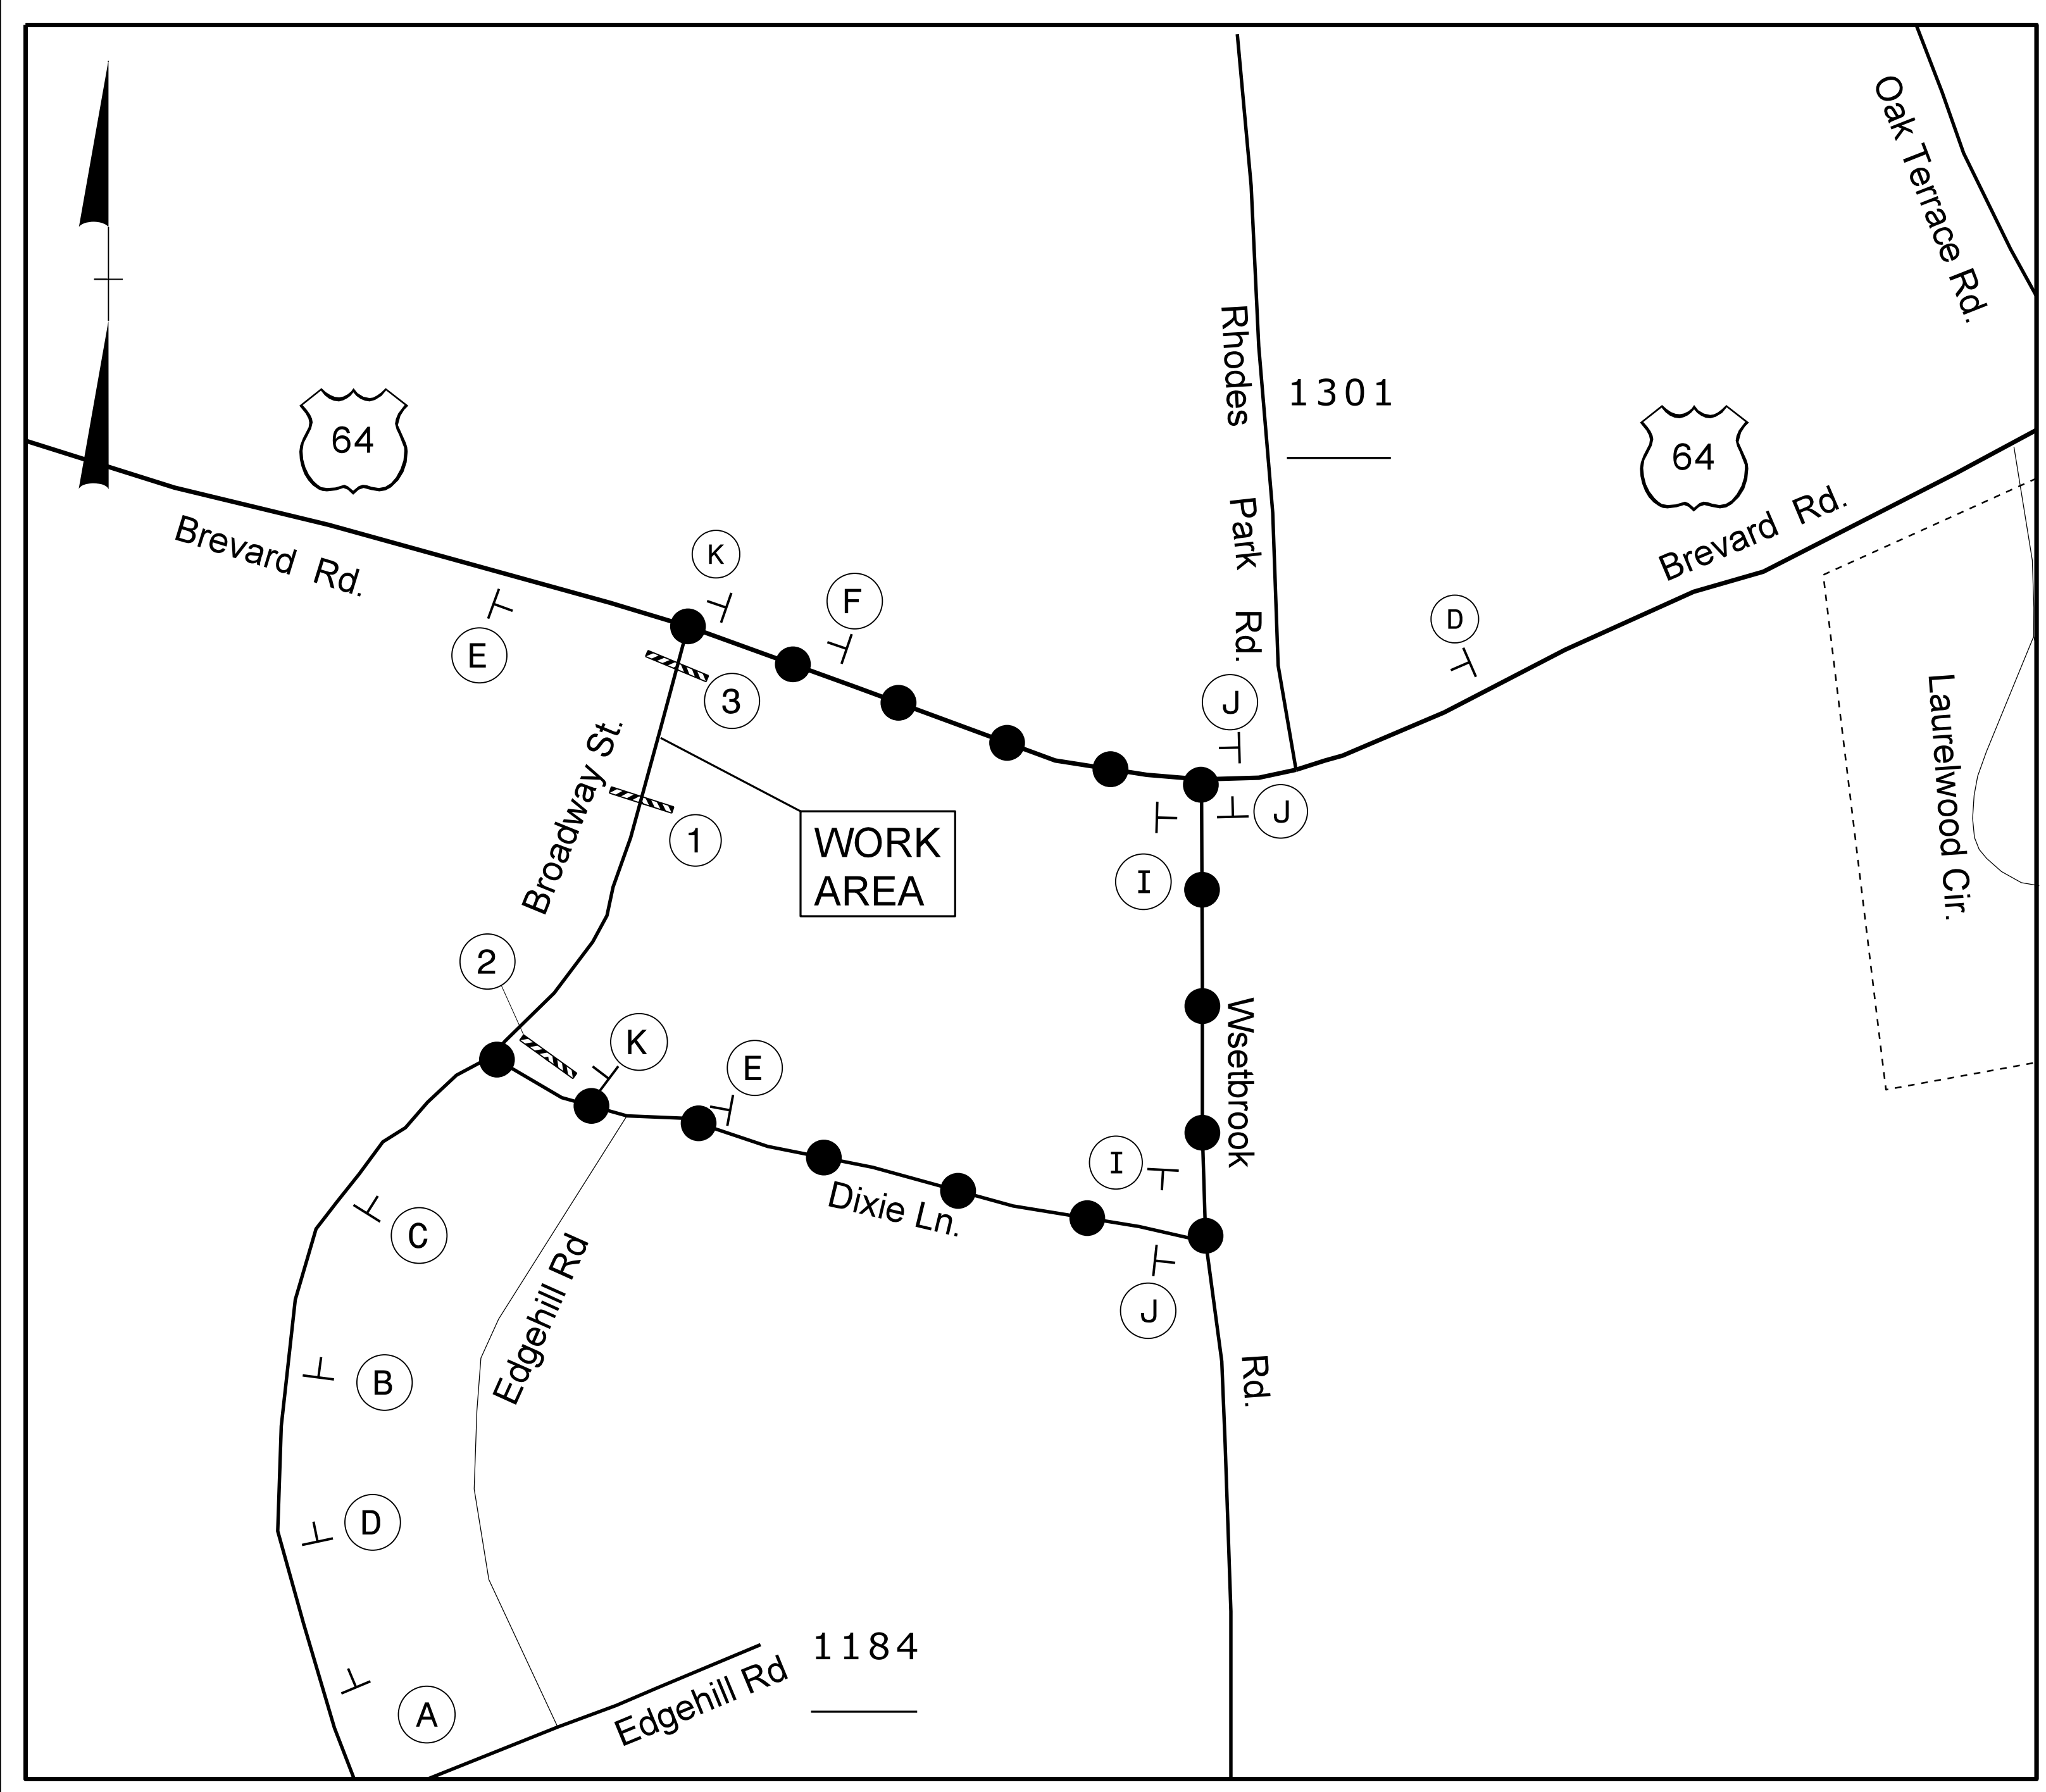 Oak Terrace Rd.
Rhodes Park Rd.
1301
64
64
Brevard Rd.
Brevard Rd.
K
F
E
D
3
J
J
I
Laurelwood Cir.
Broadway St.
1
WORK
AREA
2
K
E
Wsetbrook Rd.
I
Dixie Ln.
J
C
Edgehill Rd
B
D
A
1184
Edgehill Rd